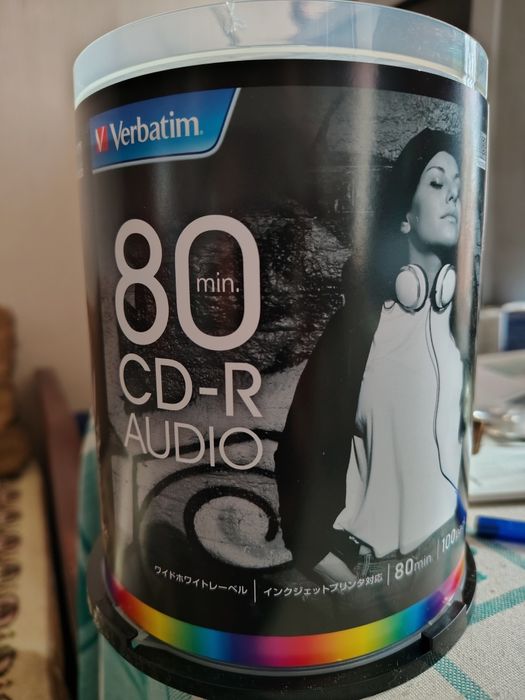 Verbatim
80 min.
CD-R
AUDIO
ワイドホワイトレーベル | インクジェットプリンタ対応 | 80min. | 100